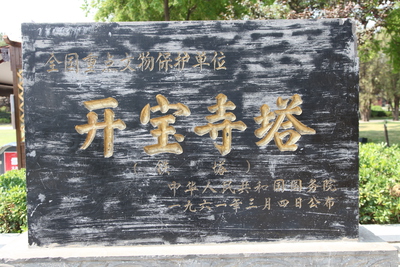 全国重点文物保护单位
开宝寺塔
（铁塔）
中华人民共和国国务院
一九六一年三月四日公布